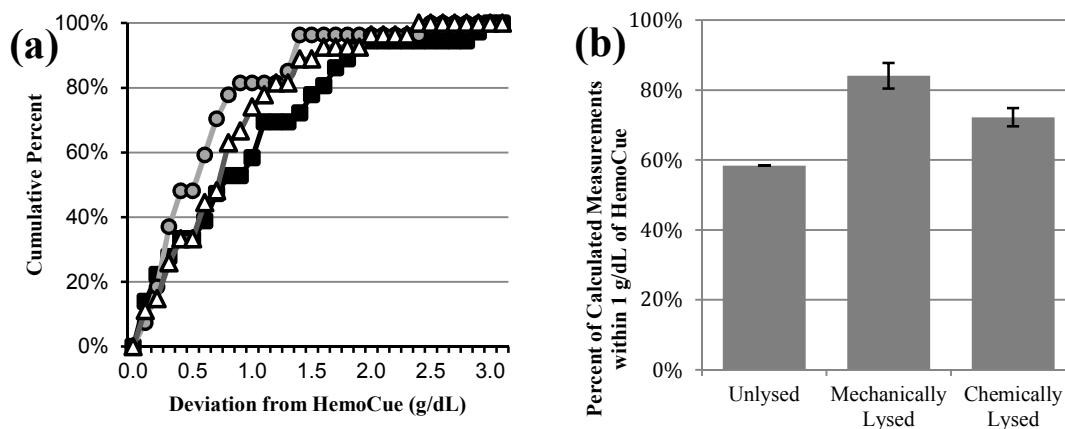 (a)
Cumulative Percent
100%
80%
60%
40%
20%
0%
0.0 0.5 1.0 1.5 2.0 2.5 3.0
Deviation from HemoCue (g/dL)
(b)
Percent of Calculated Measurements
within 1 g/dL of HemoCue
100%
80%
60%
40%
20%
0%
Unlysed
Mechanically
Lysed
Chemically
Lysed